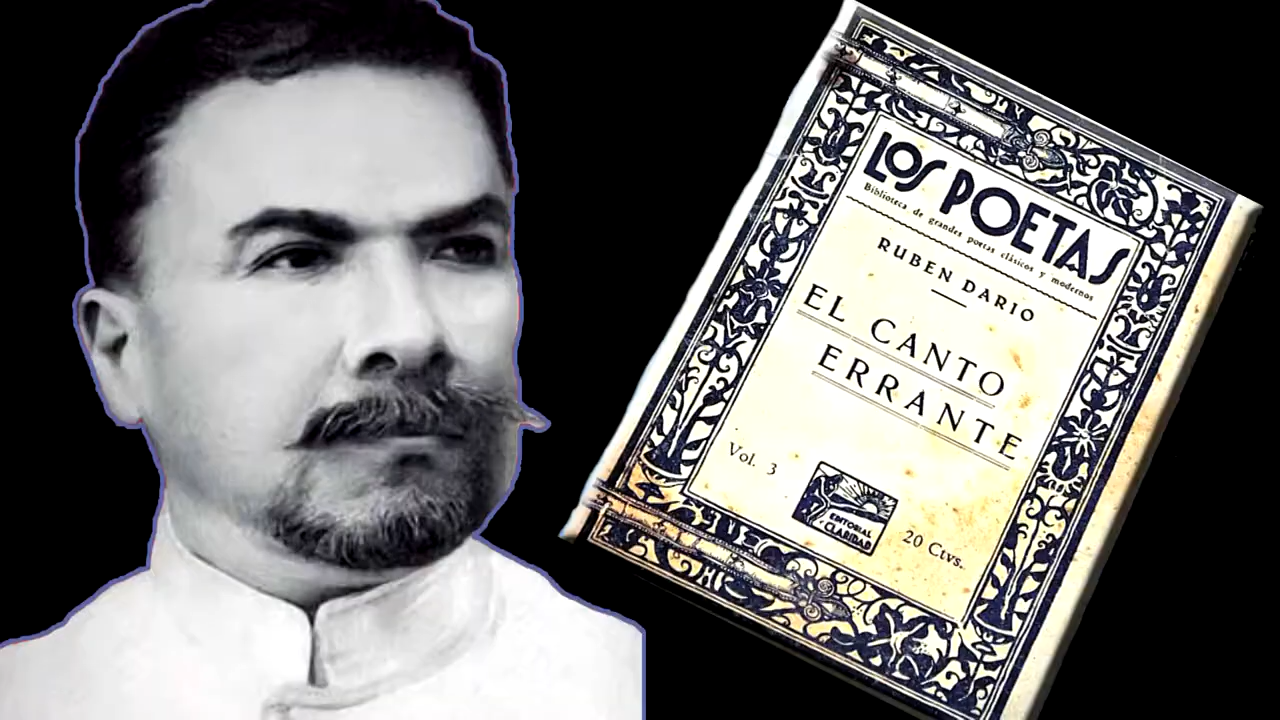 LOS POETAS
Biblioteca de grandes poetas clásicos y modernos
RUBEN DARIO
EL CANTO
ERRANTE
Vol. 3
EDITORIAL
CLARIDAD
20 Ctvs.